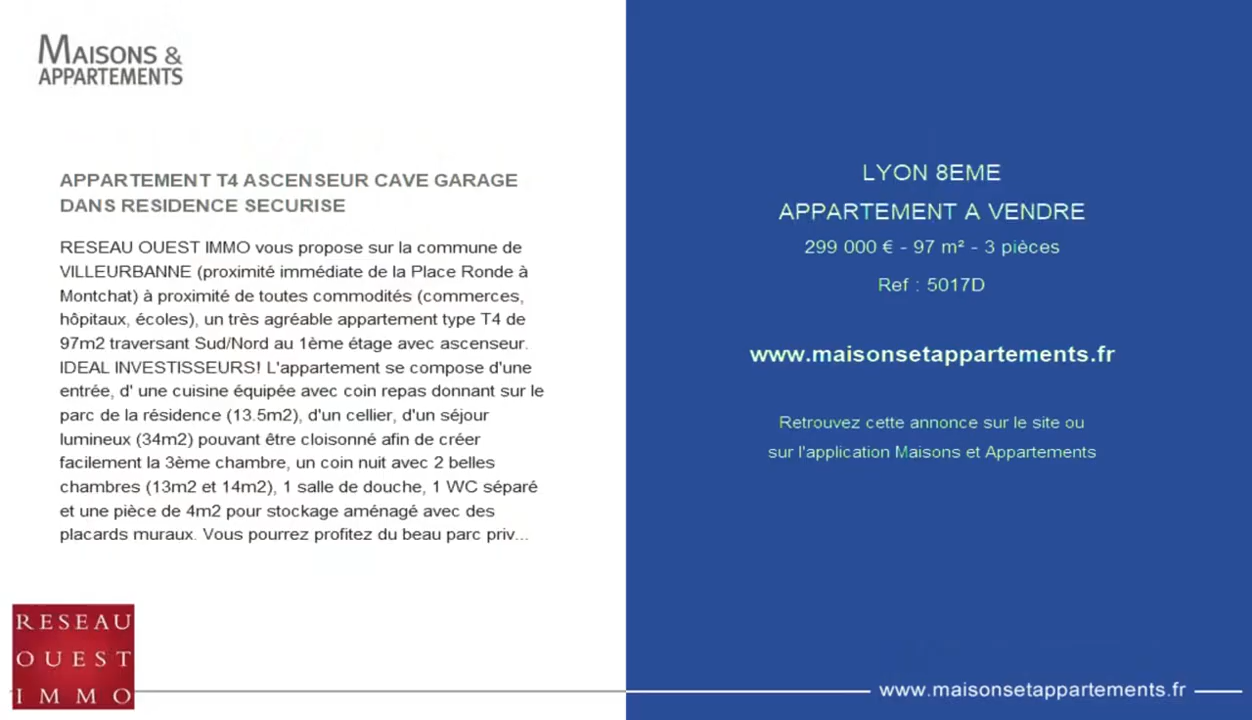 MAISONS &
APPARTEMENTS
APPARTEMENT T4 ASCENSEUR CAVE GARAGE
DANS RESIDENCE SECURISE
RESEAU OUEST IMMO vous propose sur la commune de
VILLEURBANNE (proximité immédiate de la Place Ronde à
Montchat) à proximité de toutes commodités (commerces,
hôpitaux, écoles), un très agréable appartement type T4 de
97m2 traversant Sud/Nord au 1ème étage avec ascenseur.
IDEAL INVESTISSEURS! L'appartement se compose d'une
entrée, d' une cuisine équipée avec coin repas donnant sur le
parc de la résidence (13.5m2), d'un cellier, d'un séjour
lumineux (34m2) pouvant être cloisonné afin de créer
facilement la 3ème chambre, un coin nuit avec 2 belles
chambres (13m2 et 14m2), 1 salle de douche, 1 WC séparé
et une pièce de 4m2 pour stockage aménagé avec des
placards muraux. Vous pourrez profitez du beau parc priv...
RESEAU
OUEST
IMMO
LYON 8EME
APPARTEMENT A VENDRE
299 000 € - 97 m² - 3 pièces
Ref : 5017D
www.maisonsetappartements.fr
Retrouvez cette annonce sur le site ou
sur l'application Maisons et Appartements
www.maisonsetappartements.fr